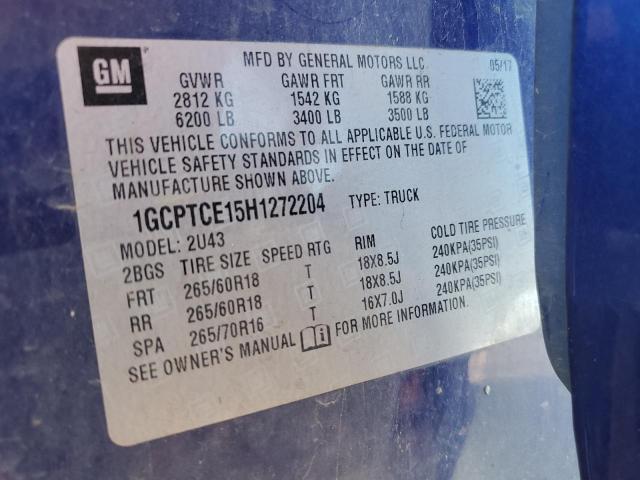 GM
MFD BY GENERAL MOTORS LLC. 05/17
GVWR GAWR FRT GAWR RR
2812 KG 1542 KG 1588 KG
6200 LB 3400 LB 3500 LB
THIS VEHICLE CONFORMS TO ALL APPLICABLE U.S. FEDERAL MOTOR
VEHICLE SAFETY STANDARDS IN EFFECT ON THE DATE OF
MANUFACTURE SHOWN ABOVE.
1GCPTCE15H1272204 TYPE: TRUCK
MODEL: 2U43
2BGS TIRE SIZE SPEED RTG RIM COLD TIRE PRESSURE
FRT 265/60R18 T 18X8.5J 240KPA(35PSI)
RR 265/60R18 T 18X8.5J 240KPA(35PSI)
SPA 265/70R16 T 16X7.0J 240KPA(35PSI)
SEE OWNER'S MANUAL FOR MORE INFORMATION.